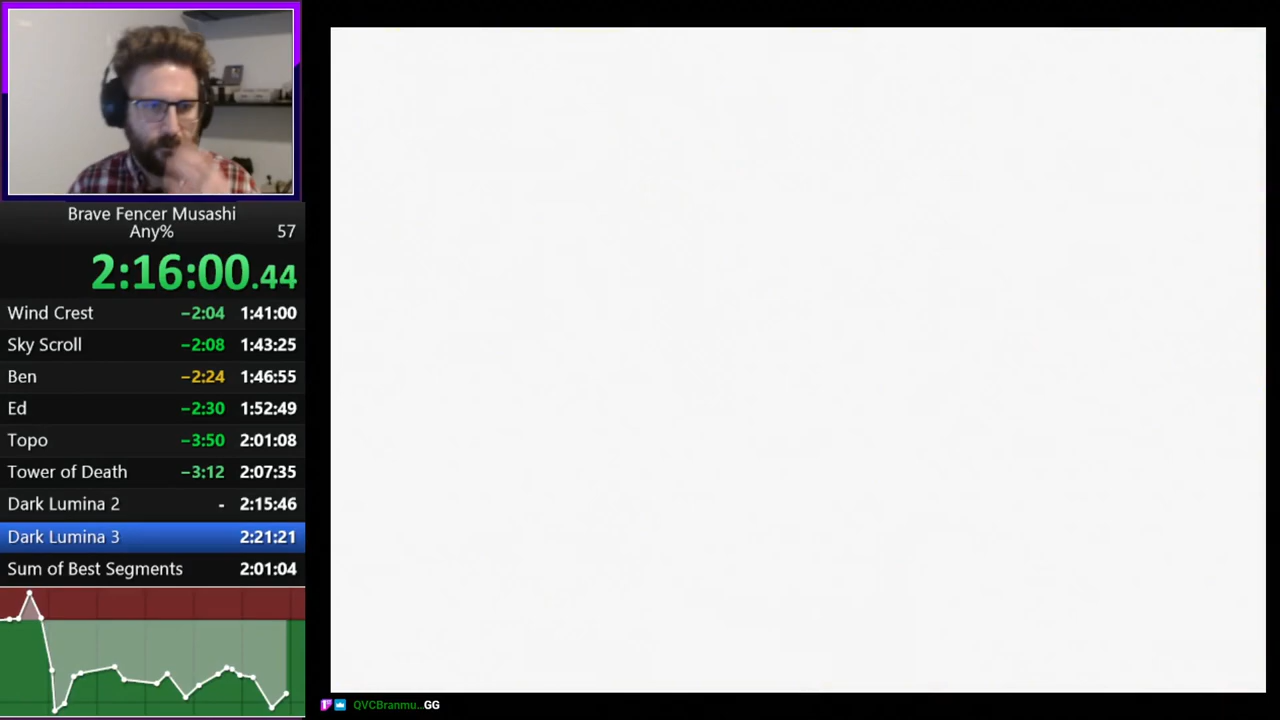 Brave Fencer Musashi
Any% 57
2:16:00.44
Wind Crest −2:04 1:41:00
Sky Scroll −2:08 1:43:25
Ben −2:24 1:46:55
Ed −2:30 1:52:49
Topo −3:50 2:01:08
Tower of Death −3:12 2:07:35
Dark Lumina 2 - 2:15:46
Dark Lumina 3 2:21:21
Sum of Best Segments 2:01:04
QVCBranmu..GG